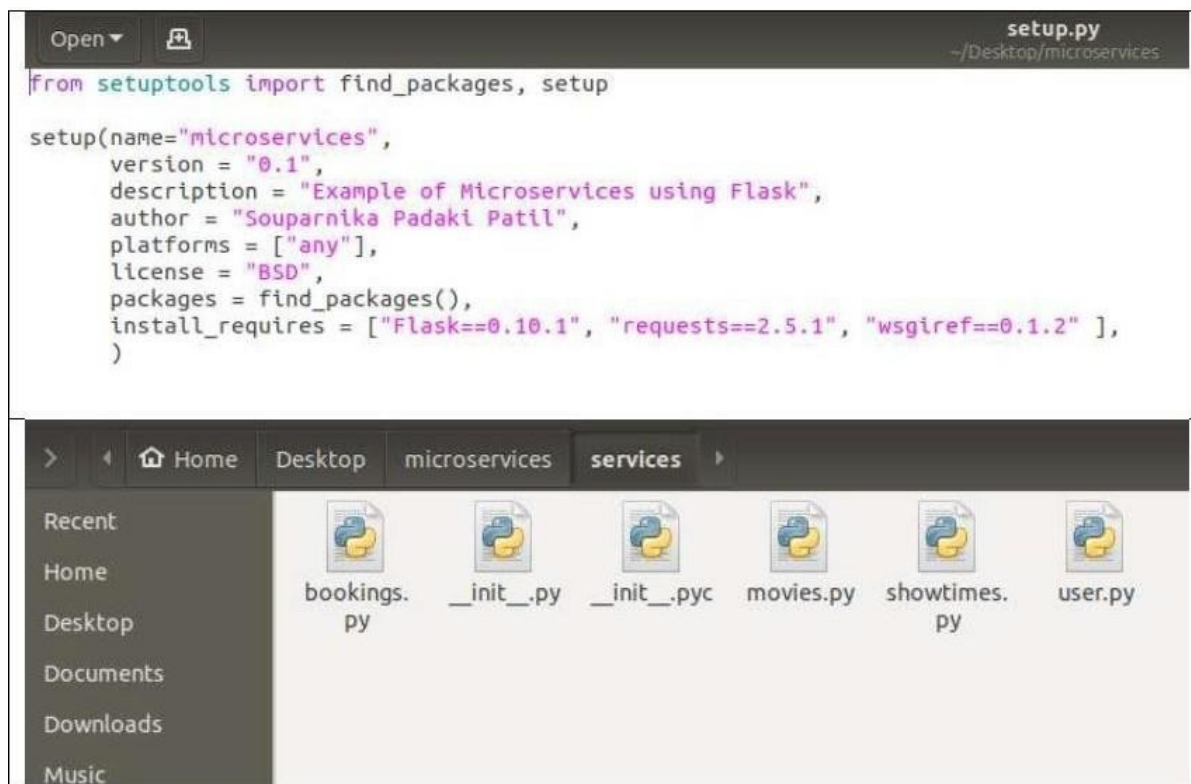 Open
setup.py
~/Desktop/microservices
from setuptools import find_packages, setup
setup(name="microservices",
version = "0.1",
description = "Example of Microservices using Flask",
author = "Souparnika Padaki Patil",
platforms = ["any"],
license = "BSD",
packages = find_packages(),
install_requires = ["Flask==0.10.1", "requests==2.5.1", "wsgiref==0.1.2" ],
)
Home Desktop microservices services
Recent
Home
Desktop
Documents
Downloads
Music
bookings.
py
__init__.py
__init__.pyc
movies.py
showtimes.
py
user.py